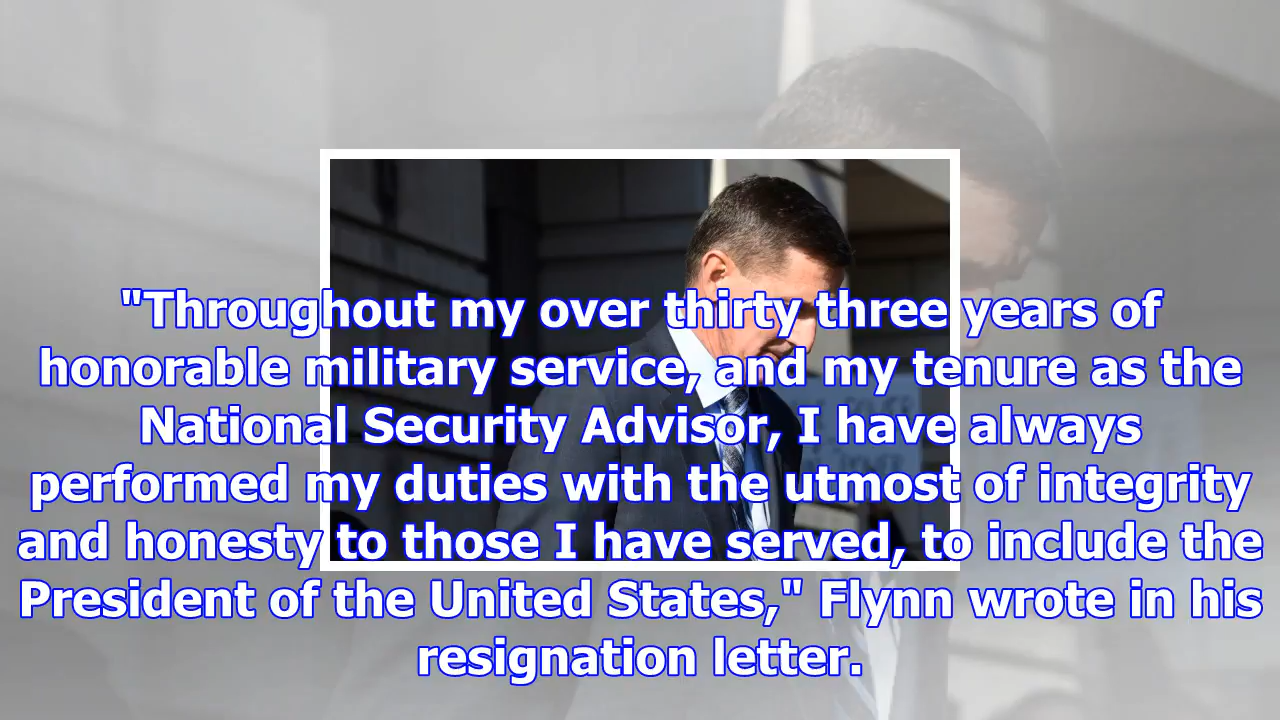 "Throughout my over thirty three years of
honorable military service, and my tenure as the
National Security Advisor, I have always
performed my duties with the utmost of integrity
and honesty to those I have served, to include the
President of the United States," Flynn wrote in his
resignation letter.